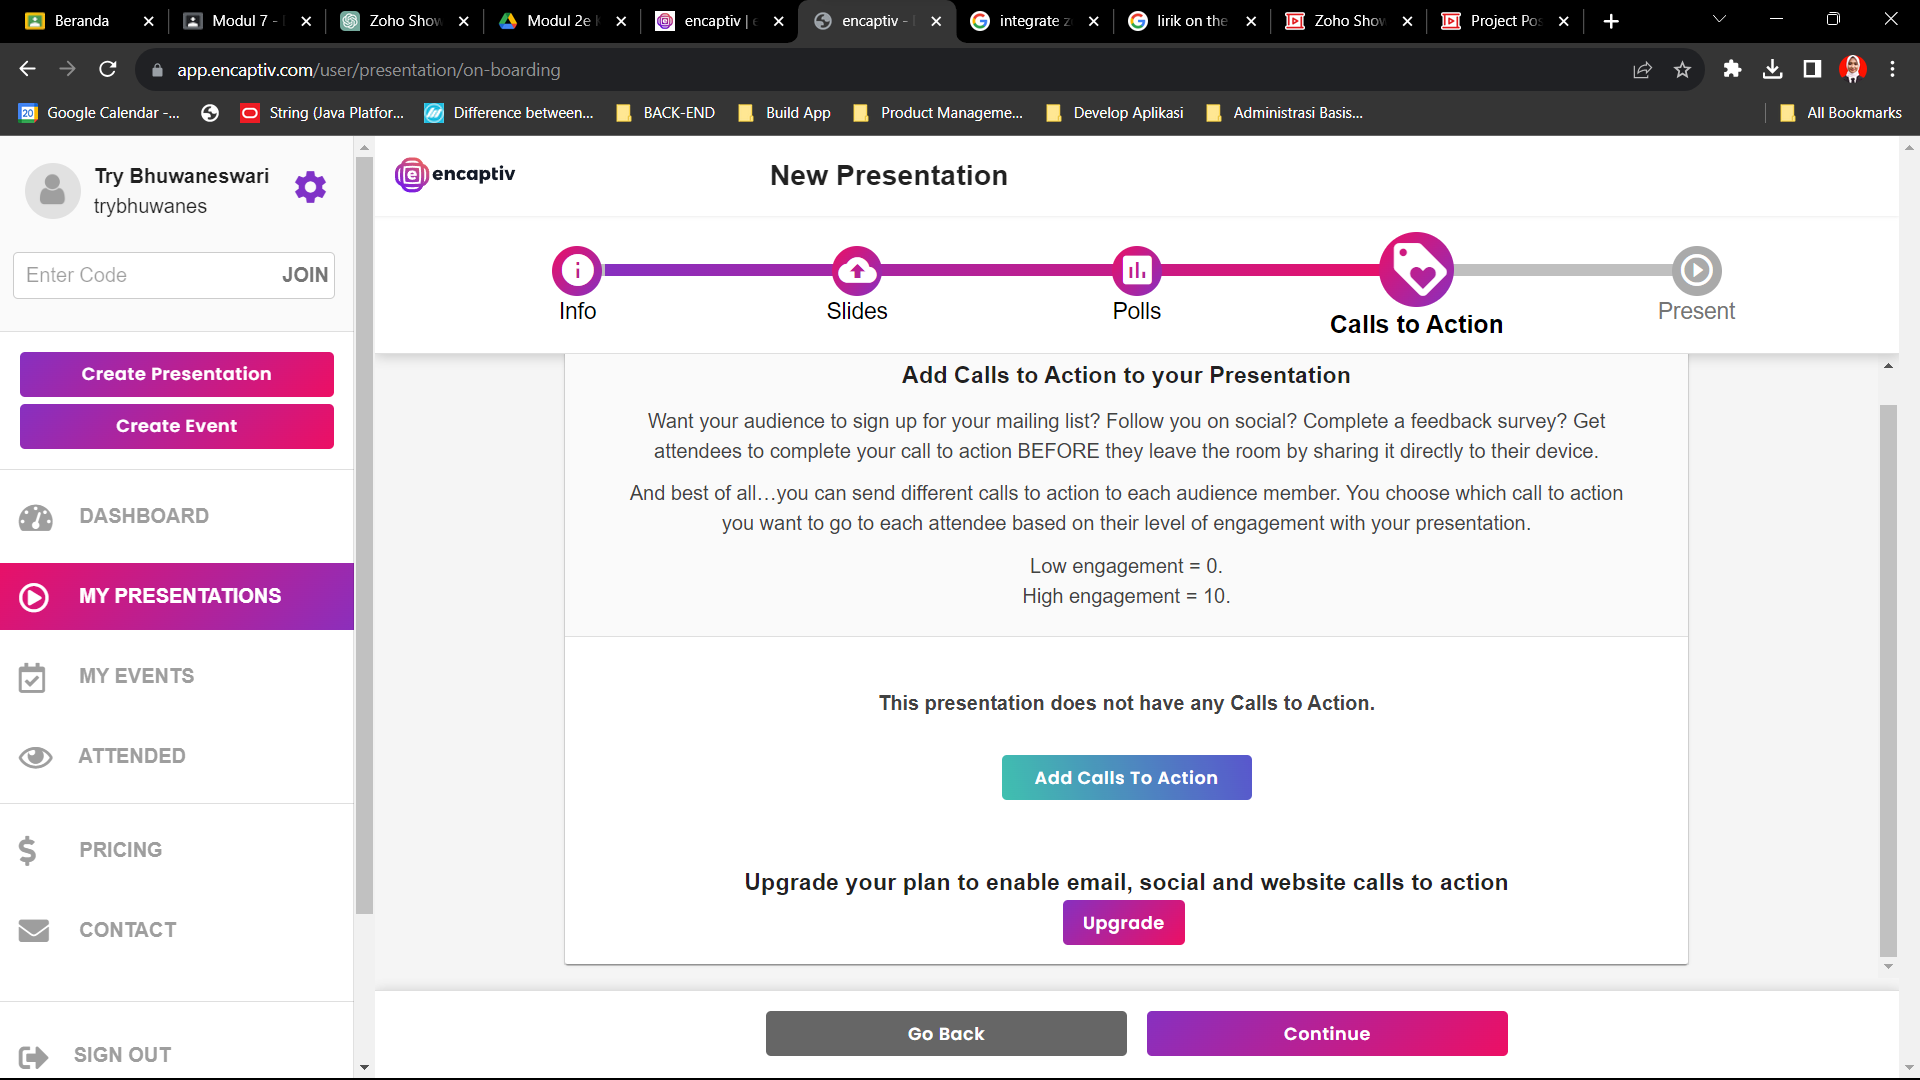 Beranda
Modul 7 -
Zoho Show
Modul 2e
encaptiv |
encaptiv -
integrate z
lirik on the
Zoho Show
Project Pos
app.encaptiv.com/user/presentation/on-boarding
Google Calendar -...
String (Java Platfor...
Difference between...
BACK-END
Build App
Product Manageme...
Develop Aplikasi
Administrasi Basis...
All Bookmarks
Try Bhuwaneswari
trybhuwanes
Enter Code
JOIN
Create Presentation
Create Event
DASHBOARD
MY PRESENTATIONS
MY EVENTS
ATTENDED
PRICING
CONTACT
SIGN OUT
encaptiv
New Presentation
Info
Slides
Polls
Calls to Action
Present
Add Calls to Action to your Presentation
Want your audience to sign up for your mailing list? Follow you on social? Complete a feedback survey? Get
attendees to complete your call to action BEFORE they leave the room by sharing it directly to their device.
And best of all…you can send different calls to action to each audience member. You choose which call to action
you want to go to each attendee based on their level of engagement with your presentation.
Low engagement = 0.
High engagement = 10.
This presentation does not have any Calls to Action.
Add Calls To Action
Upgrade your plan to enable email, social and website calls to action
Upgrade
Go Back
Continue